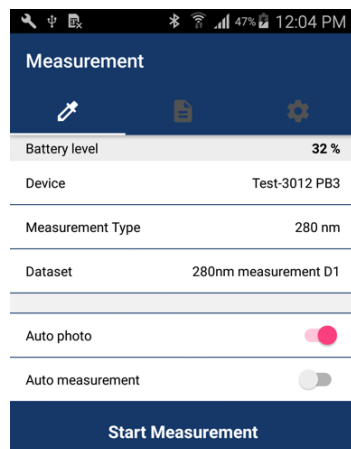 47% 12:04 PM
Measurement
Battery level 32 %
Device Test-3012 PB3
Measurement Type 280 nm
Dataset 280nm measurement D1
Auto photo
Auto measurement
Start Measurement